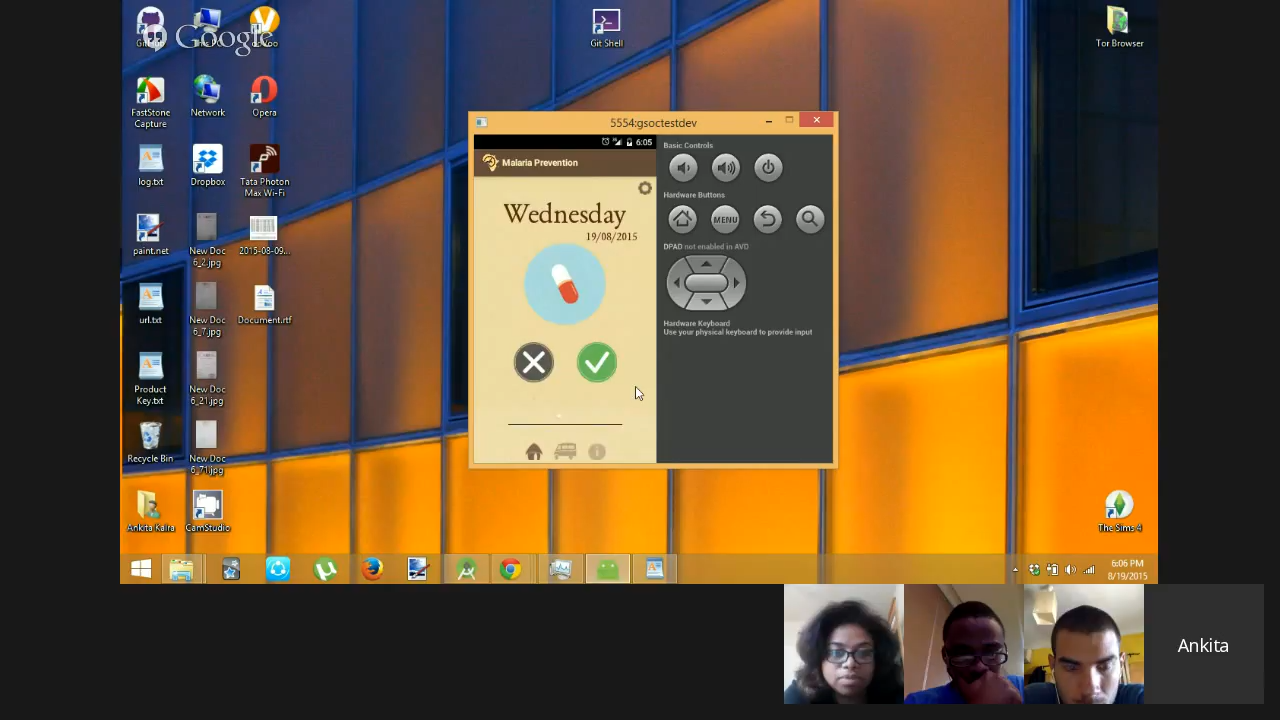 Google
GitHub
This PC
ooVoo
Git Shell
Tor Browser
FastStone
Capture
Network
Opera
log.txt
Dropbox
Tata Photon
Max Wi-Fi
paint.net
New Doc
6_2.jpg
2015-08-09...
url.txt
New Doc
6_7.jpg
Document.rtf
Product
Key.txt
New Doc
6_21.jpg
Recycle Bin
New Doc
6_71.jpg
Ankita Kalra
CamStudio
The Sims 4
5554:gsoctestdev
6:05
Malaria Prevention
Wednesday
19/08/2015
Basic Controls
Hardware Buttons
MENU
DPAD not enabled in AVD
Hardware Keyboard
Use your physical keyboard to provide input
6:06 PM
8/19/2015
Ankita